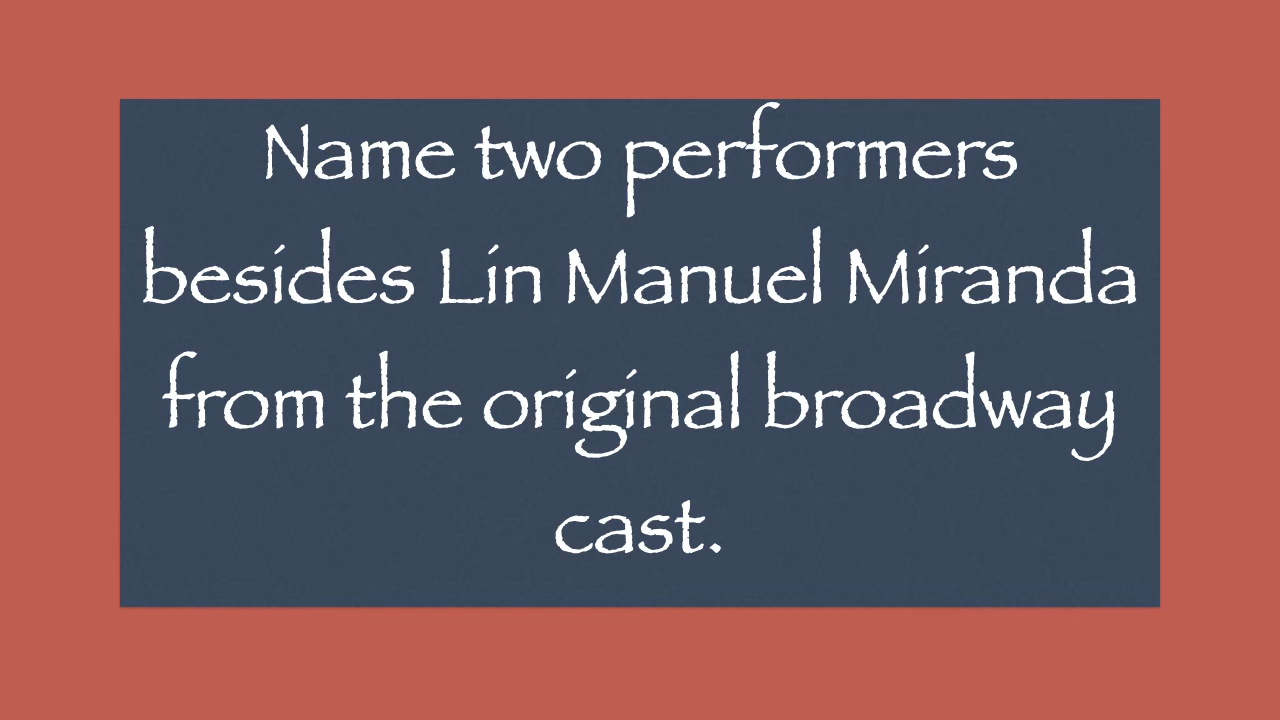 Name two performers
besides Lin Manuel Miranda
from the original broadway
cast.